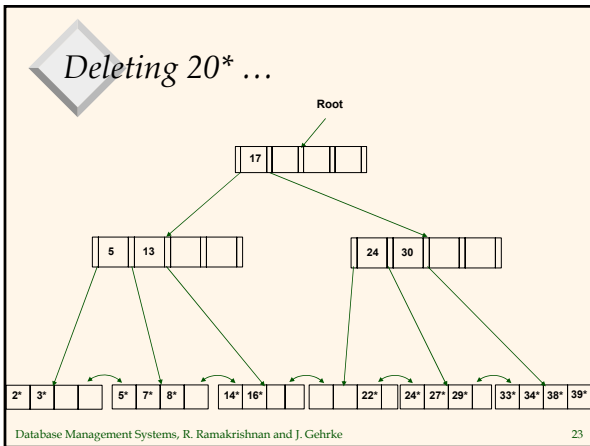 Deleting 20* …
Root
17
5 13
24 30
2* 3* 5* 7* 8* 14* 16* 22* 24* 27* 29* 33* 34* 38* 39*
Database Management Systems, R. Ramakrishnan and J. Gehrke 23